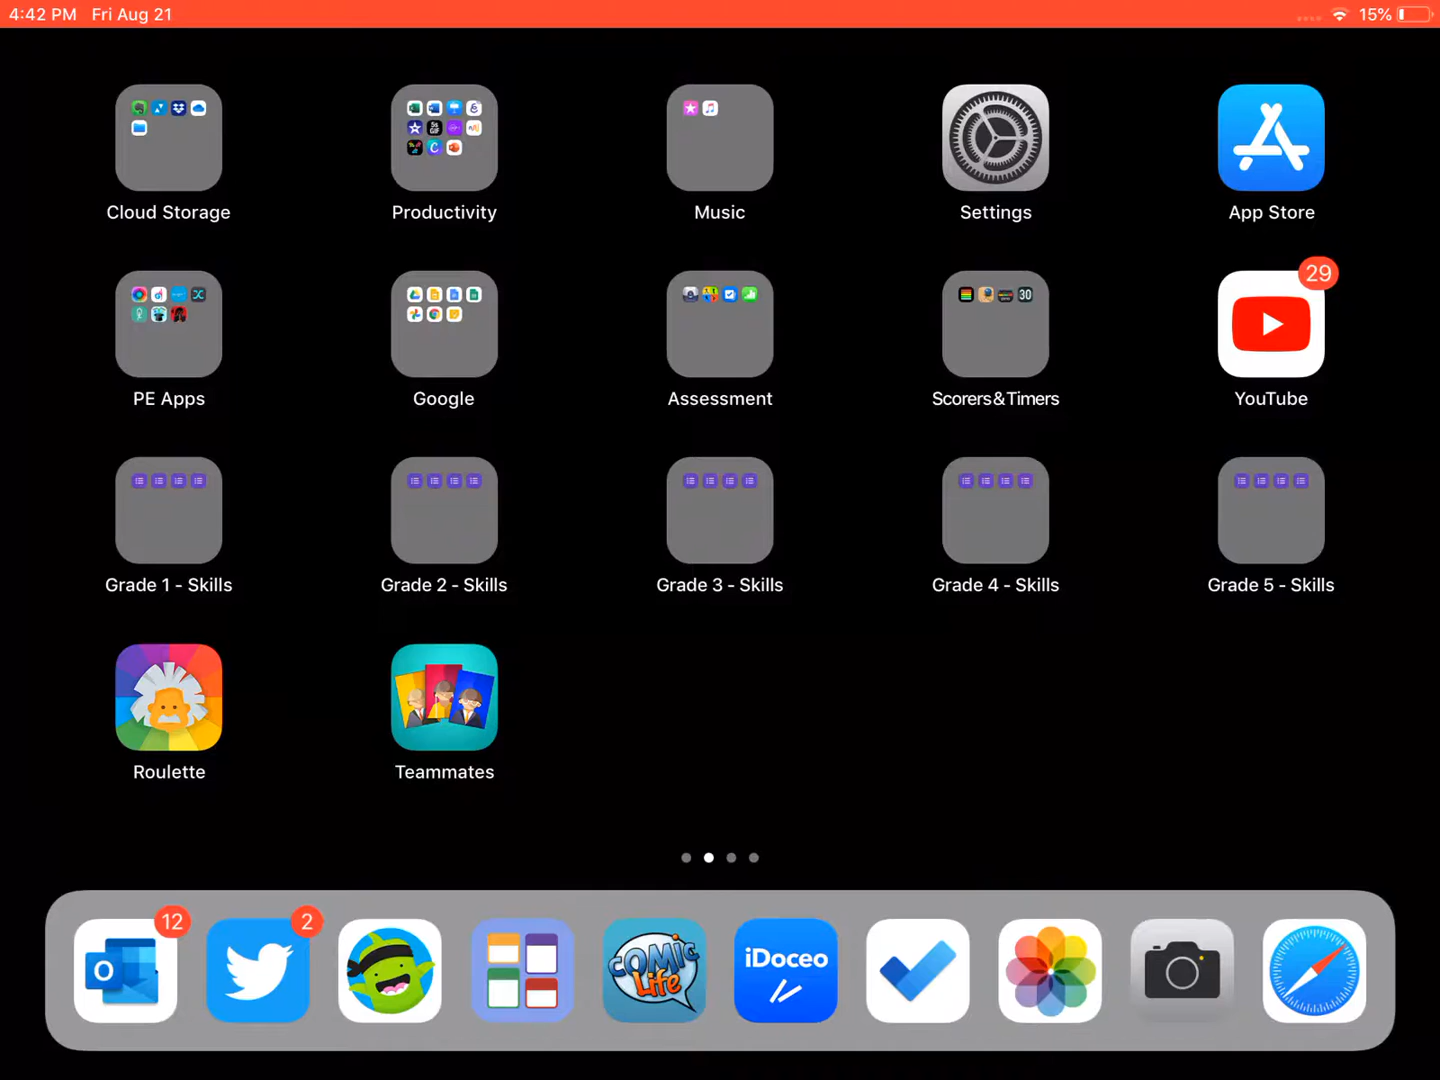 4:42 PM Fri Aug 21
15%
Cloud Storage
Productivity
Music
Settings
App Store
30
29
PE Apps
Google
Assessment
Scorers & Timers
YouTube
Grade 1 - Skills
Grade 2 - Skills
Grade 3 - Skills
Grade 4 - Skills
Grade 5 - Skills
Roulette
Teammates
12
2
O
COMIC
Life
iDoceo